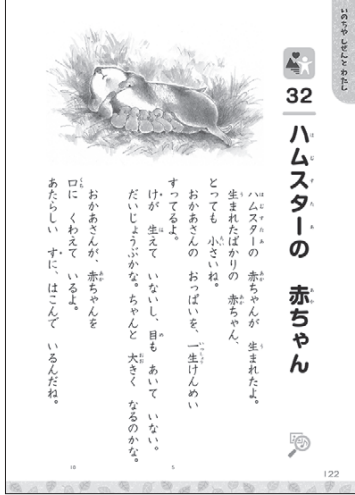 いのちや しぜんと わたし
32
ハムスターの 赤ちゃん
はむすたあ
あか
ハムスターの 赤ちゃんが 生まれたよ。
生まれたばかりの 赤ちゃん、
とっても 小さいね。
おかあさんの おっぱいを、一生けんめい
すってるよ。
けが 生えて いないし、目も あいて いない。
だいじょうぶかな。ちゃんと 大きく なるのかな。
おかあさんが、赤ちゃんを
口に くわえて いるよ。
あたらしい すに、はこんで いるんだね。
5
10
122